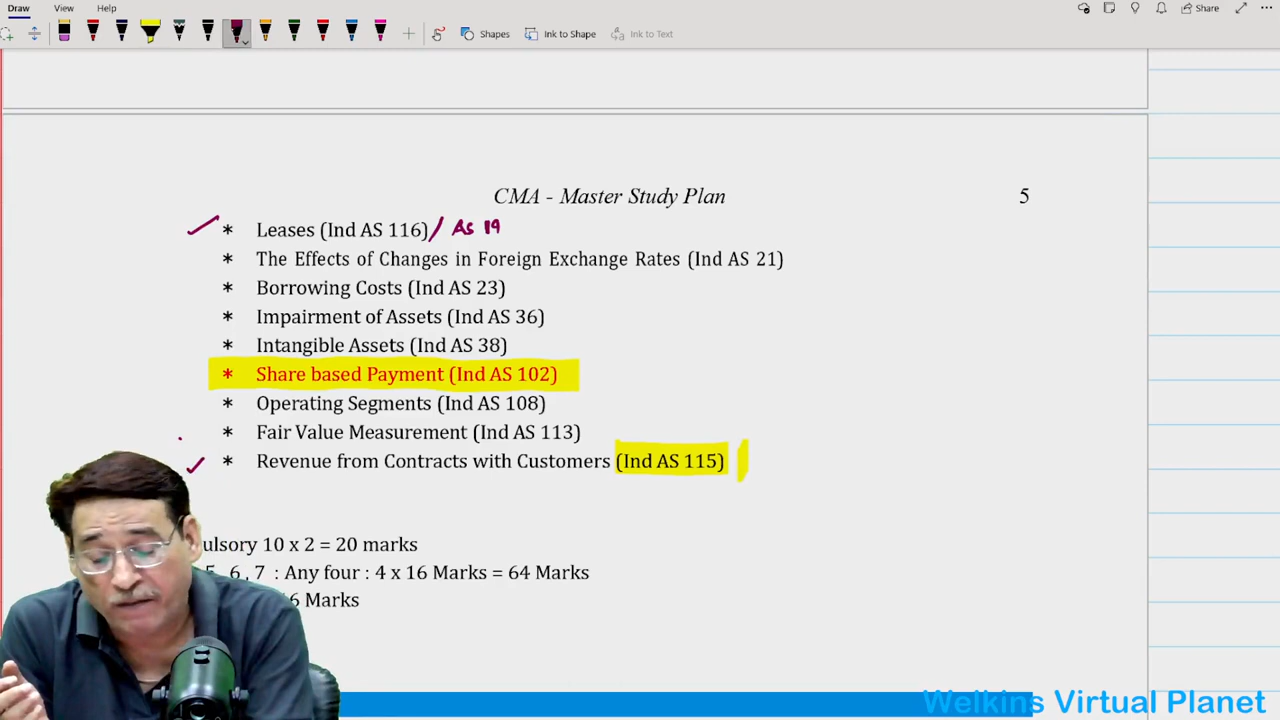 Draw View Help Share
Shapes Ink to Shape Ink to Text
CMA - Master Study Plan 5
* Leases (Ind AS 116) / As 19
* The Effects of Changes in Foreign Exchange Rates (Ind AS 21)
* Borrowing Costs (Ind AS 23)
* Impairment of Assets (Ind AS 36)
* Intangible Assets (Ind AS 38)
* Share based Payment (Ind AS 102)
* Operating Segments (Ind AS 108)
* Fair Value Measurement (Ind AS 113)
* Revenue from Contracts with Customers (Ind AS 115)
ulsory 10 x 2 = 20 marks
5, 6 , 7 : Any four : 4 x 16 Marks = 64 Marks
6 Marks
Welkins Virtual Planet